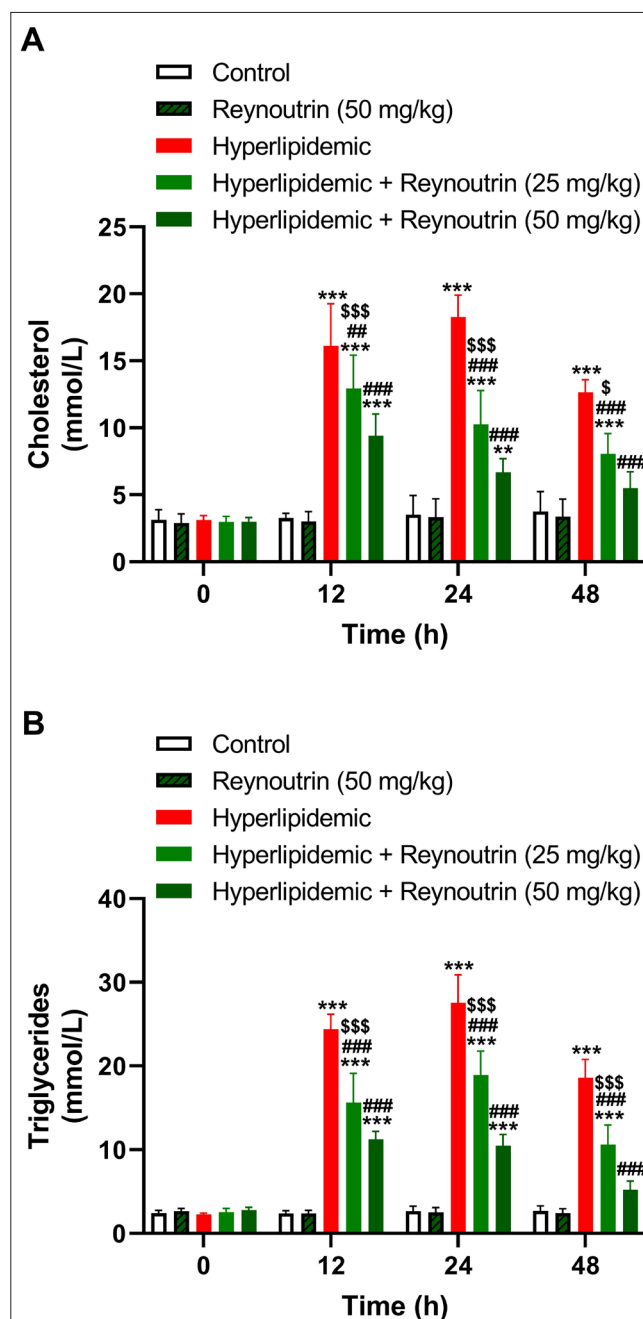 A
Control
Reynoutrin (50 mg/kg)
Hyperlipidemic
Hyperlipidemic + Reynoutrin (25 mg/kg)
Hyperlipidemic + Reynoutrin (50 mg/kg)
25
20
15
10
5
0
Cholesterol
(mmol/L)
***
$$$
##
***
###
***
***
$$$
###
***
###
**
***
$
###
***
###
0 12 24 48
Time (h)
B
Control
Reynoutrin (50 mg/kg)
Hyperlipidemic
Hyperlipidemic + Reynoutrin (25 mg/kg)
Hyperlipidemic + Reynoutrin (50 mg/kg)
40
30
20
10
0
Triglycerides
(mmol/L)
***
$$$
###
***
###
***
***
$$$
###
***
###
***
***
$$$
###
***
###
0 12 24 48
Time (h)